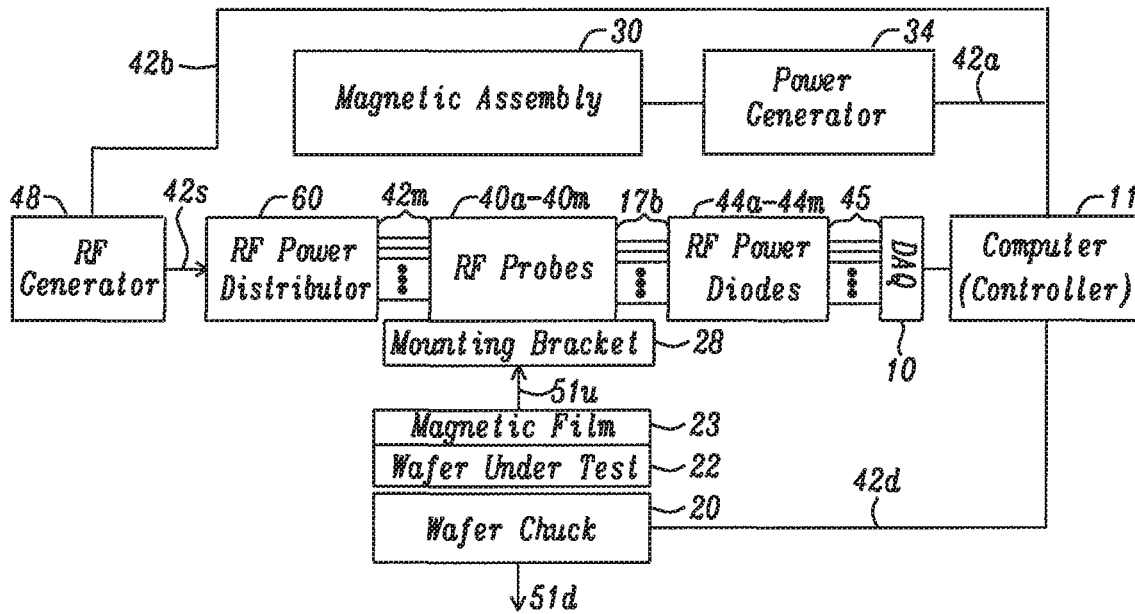 30
34
42b
42a
Magnetic Assembly
Power
Generator
48
42s
60
42m
40a-40m
17b
44a-44m
45
11
RF
Generator
RF Power
Distributor
RF Probes
RF Power
Diodes
DAQ
Computer
(Controller)
Mounting Bracket
28
10
51u
Magnetic Film
23
Wafer Under Test
22
42d
20
Wafer Chuck
51d